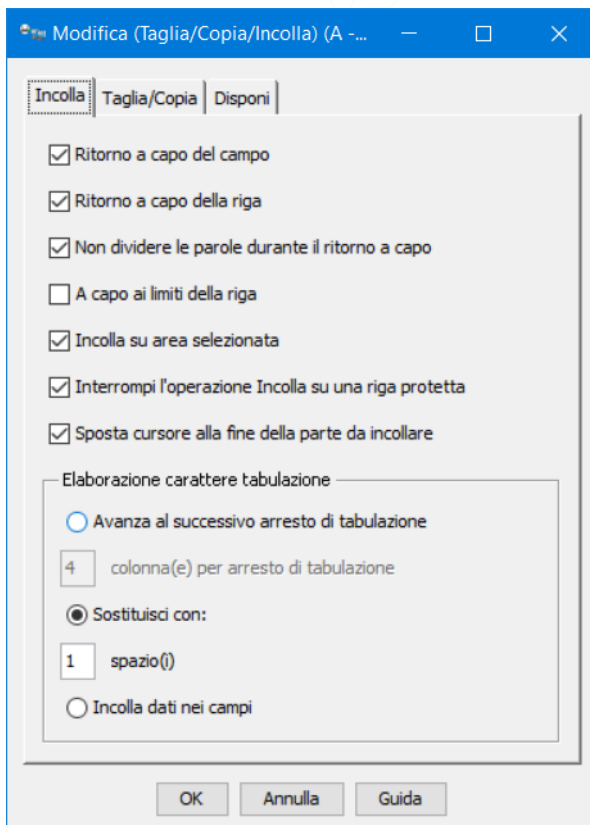 Modifica (Taglia/Copia/Incolla) (A -...
Incolla Taglia/Copia Disponi
Ritorno a capo del campo
Ritorno a capo della riga
Non dividere le parole durante il ritorno a capo
A capo ai limiti della riga
Incolla su area selezionata
Interrompi l'operazione Incolla su una riga protetta
Sposta cursore alla fine della parte da incollare
Elaborazione carattere tabulazione
Avanza al successivo arresto di tabulazione
4 colonna(e) per arresto di tabulazione
Sostituisci con:
1 spazio(i)
Incolla dati nei campi
OK Annulla Guida